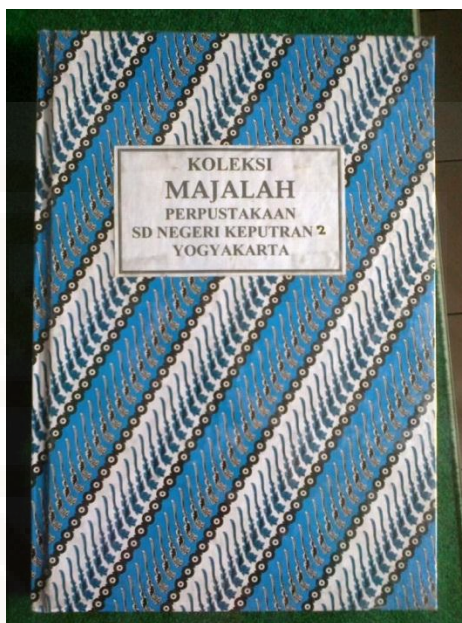 KOLEKSI
MAJALAH
PERPUSTAKAAN
SD NEGERI KEPUTRAN 2
YOGYAKARTA